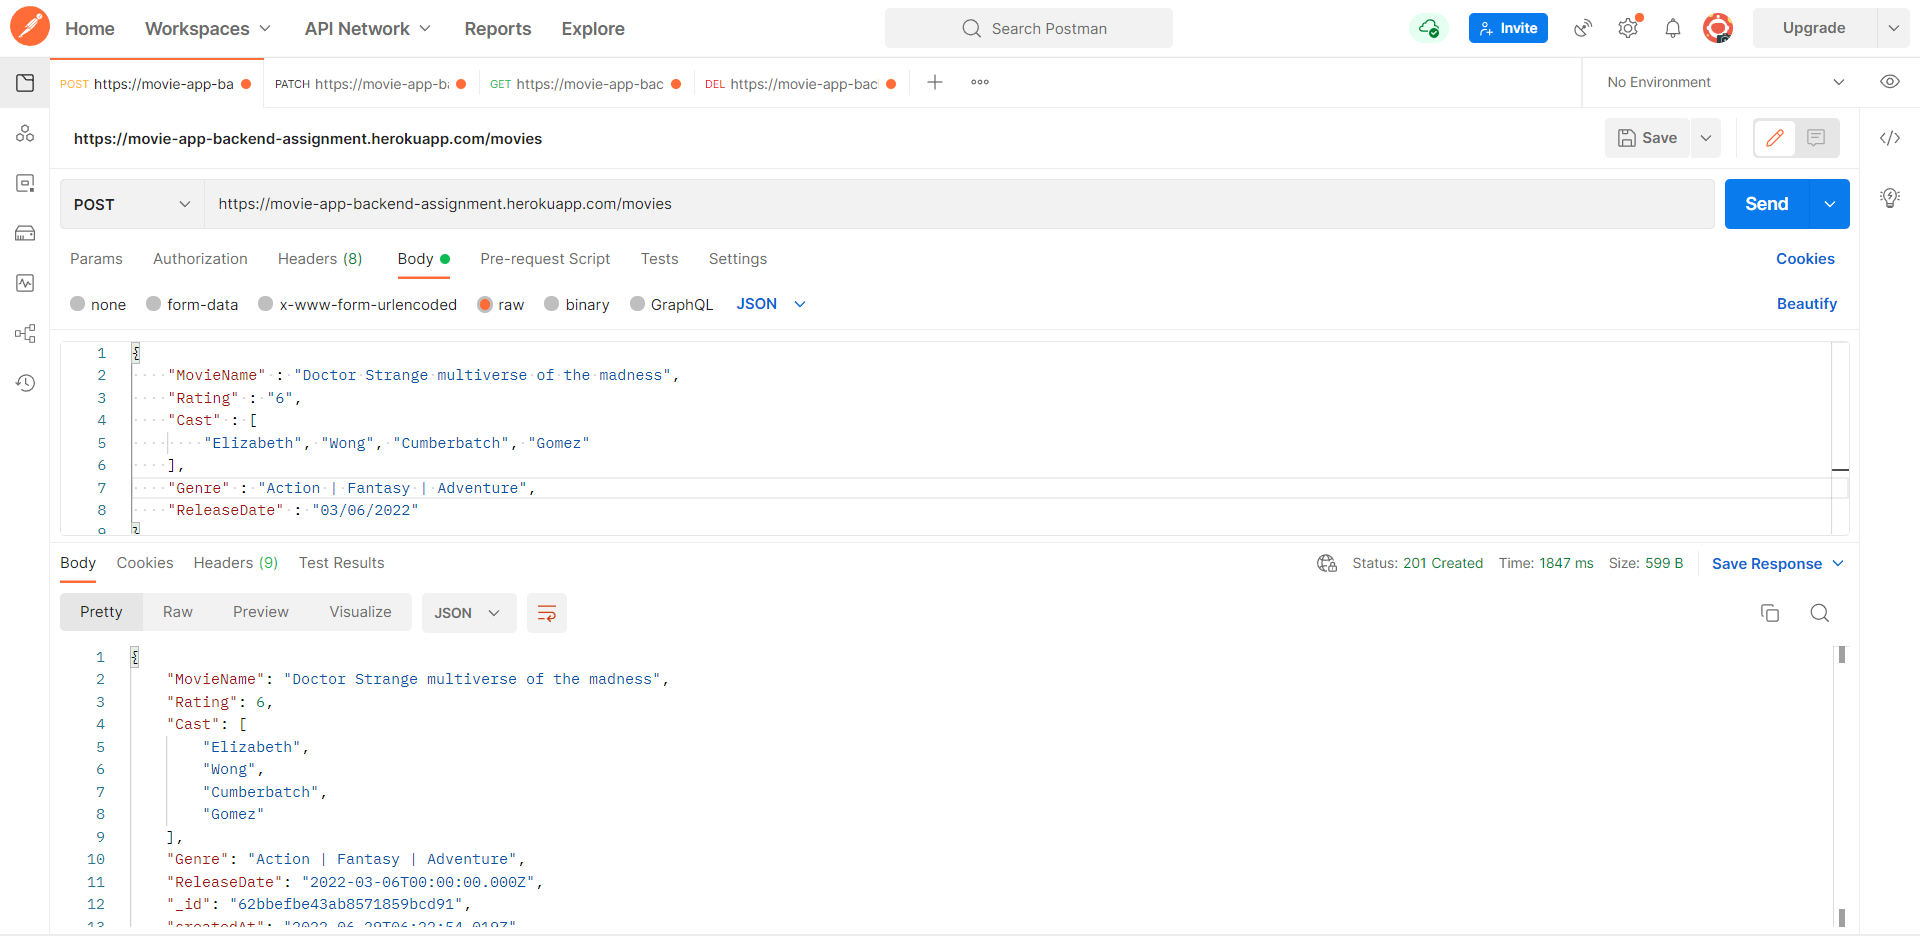 Home Workspaces API Network Reports Explore Search Postman Invite Upgrade
POST https://movie-app-ba PATCH https://movie-app-b GET https://movie-app-bac DEL https://movie-app-bac No Environment
https://movie-app-backend-assignment.herokuapp.com/movies Save
POST https://movie-app-backend-assignment.herokuapp.com/movies Send
Params Authorization Headers (8) Body Pre-request Script Tests Settings Cookies
none form-data x-www-form-urlencoded raw binary GraphQL JSON Beautify
1 {
2 "MovieName" : "Doctor Strange multiverse of the madness",
3 "Rating" : "6",
4 "Cast" : [
5 "Elizabeth", "Wong", "Cumberbatch", "Gomez"
6 ],
7 "Genre" : "Action | Fantasy | Adventure",
8 "ReleaseDate" : "03/06/2022"
9 }
Body Cookies Headers (9) Test Results Status: 201 Created Time: 1847 ms Size: 599 B Save Response
Pretty Raw Preview Visualize JSON
1 {
2 "MovieName": "Doctor Strange multiverse of the madness",
3 "Rating": 6,
4 "Cast": [
5 "Elizabeth",
6 "Wong",
7 "Cumberbatch",
8 "Gomez"
9 ],
10 "Genre": "Action | Fantasy | Adventure",
11 "ReleaseDate": "2022-03-06T00:00:00.000Z",
12 "_id": "62bbefbe43ab8571859bcd91",
13 "createdAt": "2022-06-29T06:22:54.019Z"